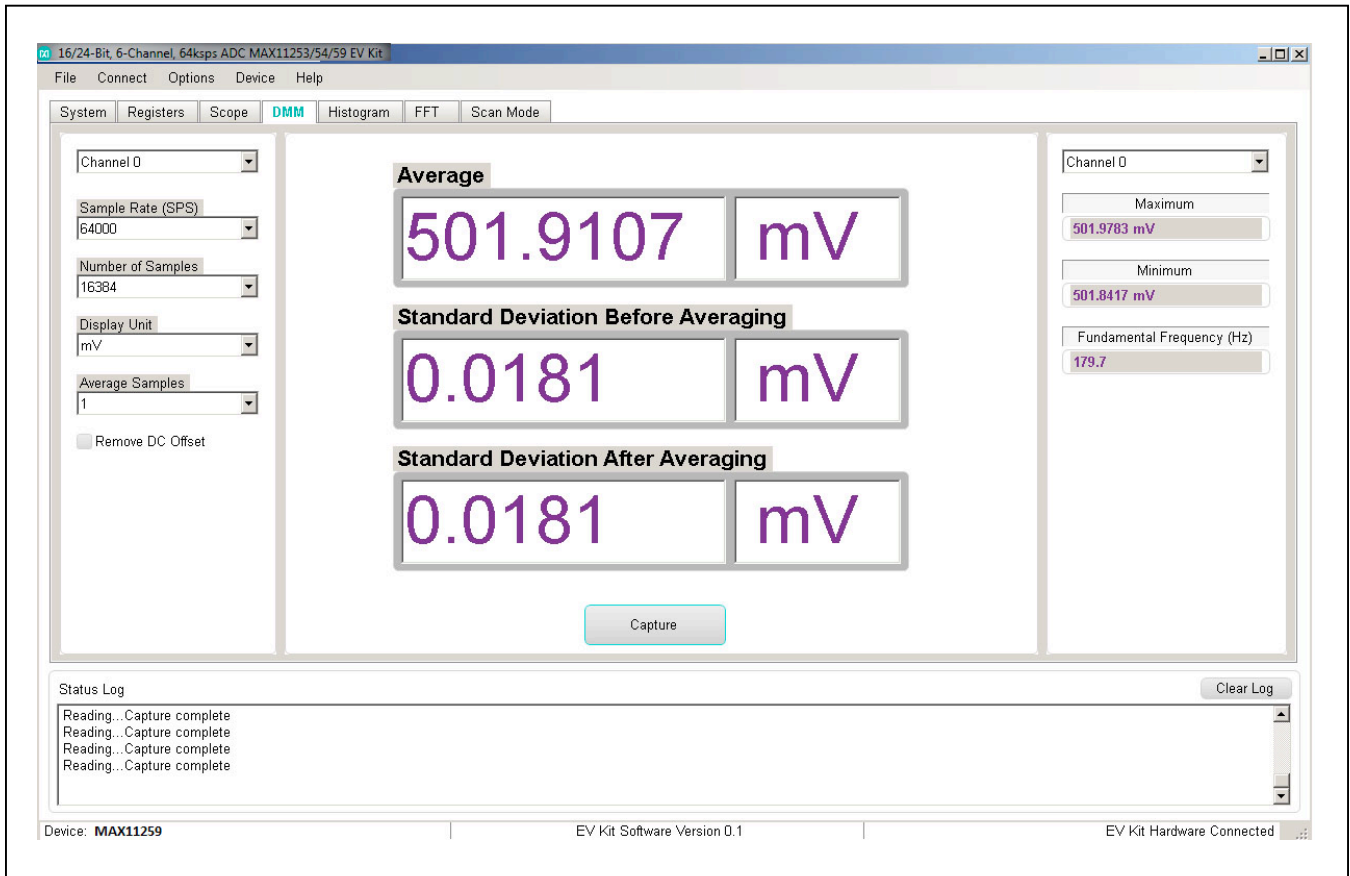 16/24-Bit, 6-Channel, 64ksps ADC MAX11253/54/59 EV Kit
File Connect Options Device Help
System Registers Scope DMM Histogram FFT Scan Mode
Channel 0
Sample Rate (SPS)
64000
Number of Samples
16384
Display Unit
mV
Average Samples
1
Remove DC Offset
Average
501.9107 mV
Standard Deviation Before Averaging
0.0181 mV
Standard Deviation After Averaging
0.0181 mV
Capture
Channel 0
Maximum
501.9783 mV
Minimum
501.8417 mV
Fundamental Frequency (Hz)
179.7
Status Log
Clear Log
Reading...Capture complete
Reading...Capture complete
Reading...Capture complete
Reading...Capture complete
Device: MAX11259
EV Kit Software Version 0.1
EV Kit Hardware Connected